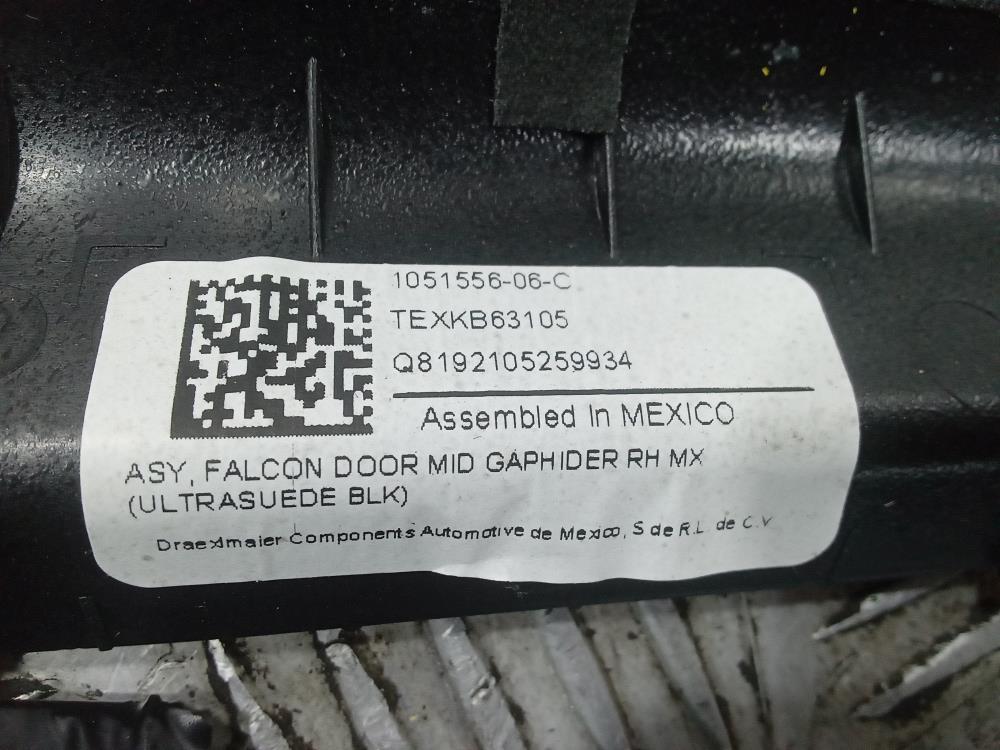 1051556-06-C
TEXKB63105
Q8192105259934
Assembled In MEXICO
ASY, FALCON DOOR MID GAPHIDER RH MX
(ULTRASUEDE BLK)
Draexlmaier Components Automotive de Mexico, S de R.L. de C.V